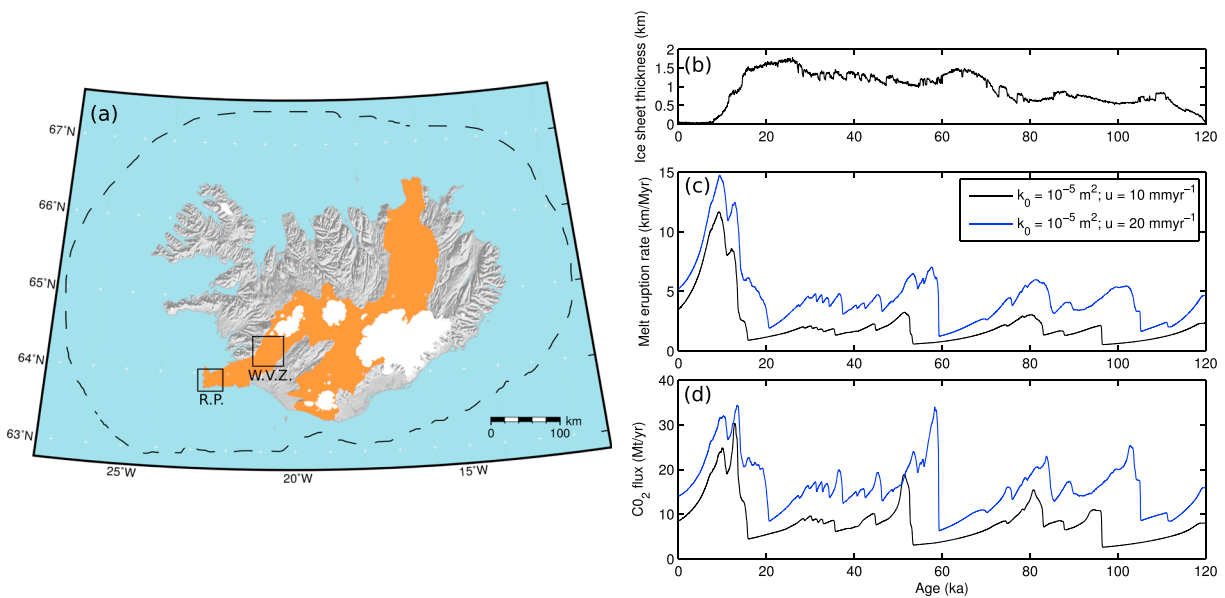 (a)
67°N
66°N
65°N
64°N
63°N
25°W
20°W
15°W
W.V.Z.
R.P.
km
0
100
(b)
Ice sheet thickness (km)
2
1.5
1
0.5
0
0 20 40 60 80 100 120
(c)
Melt eruption rate (km/Myr)
15
10
5
0
k₀ = 10⁻⁵ m²; u = 10 mmyr⁻¹
k₀ = 10⁻⁵ m²; u = 20 mmyr⁻¹
0 20 40 60 80 100 120
(d)
C0₂ flux (Mt/yr)
40
30
20
10
0
0 20 40 60 80 100 120
Age (ka)